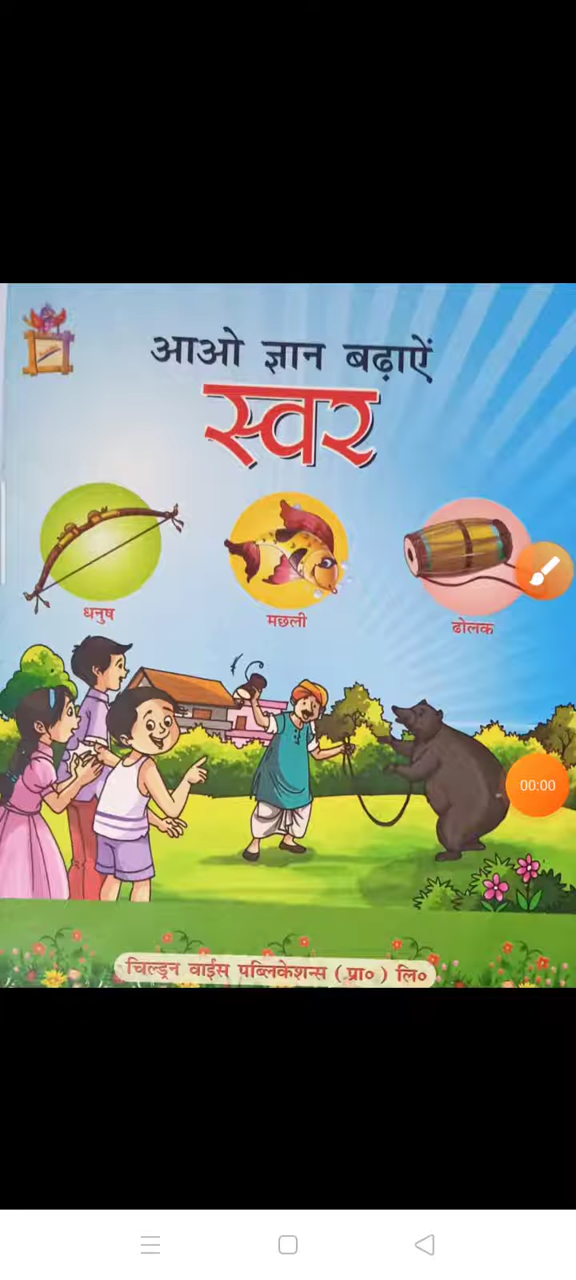 आओ ज्ञान बढ़ाऐं
स्वर
धनुष
मछली
ढोलक
00:00
चिल्ड्रन वाईस पब्लिकेशन्स (प्रा०) लि०